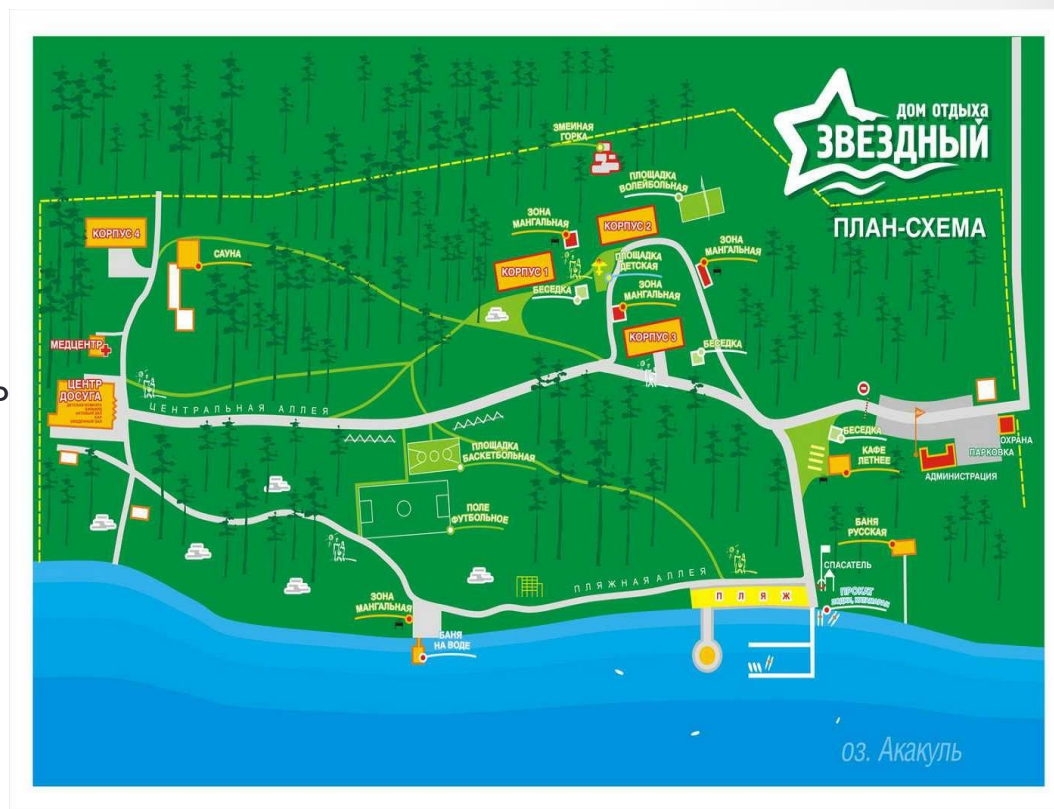 ДОМ ОТДЫХА
ЗВЕЗДНЫЙ
ПЛАН-СХЕМА
ЗМЕИНАЯ
ГОРКА
ПЛОЩАДКА
ВОЛЕЙБОЛЬНАЯ
ЗОНА
МАНГАЛЬНАЯ
КОРПУС 2
КОРПУС 4
САУНА
КОРПУС 1
ПЛОЩАДКА
ДЕТСКАЯ
ЗОНА
МАНГАЛЬНАЯ
БЕСЕДКА
ЗОНА
МАНГАЛЬНАЯ
КОРПУС 3
БЕСЕДКА
МЕДЦЕНТР
ЦЕНТР
ДОСУГА
ЦЕНТРАЛЬНАЯ АЛЛЕЯ
БЕСЕДКА
КАФЕ
ЛЕТНЕЕ
ОХРАНА
ПАРКОВКА
АДМИНИСТРАЦИЯ
ПЛОЩАДКА
БАСКЕТБОЛЬНАЯ
ПОЛЕ
ФУТБОЛЬНОЕ
БАНЯ
РУССКАЯ
СПАСАТЕЛЬ
ПЛЯЖНАЯ АЛЛЕЯ
ПЛЯЖ
ПРОКАТ
ЗОНА
МАНГАЛЬНАЯ
БАНЯ
НА ВОДЕ
оз. Акакуль